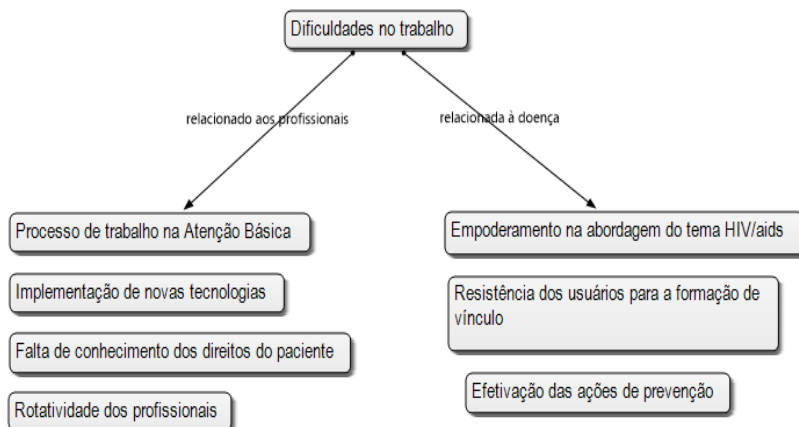 Dificuldades no trabalho
relacionado aos profissionais
relacionada à doença
Processo de trabalho na Atenção Básica
Implementação de novas tecnologias
Falta de conhecimento dos direitos do paciente
Rotatividade dos profissionais
Empoderamento na abordagem do tema HIV/aids
Resistência dos usuários para a formação de
vínculo
Efetivação das ações de prevenção